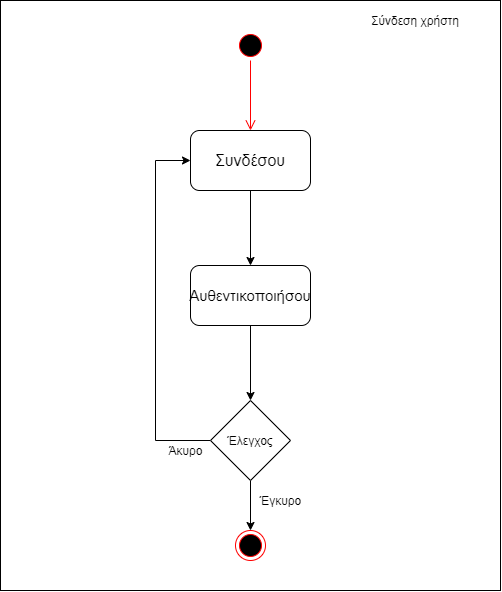 Σύνδεση χρήστη
Συνδέσου
Αυθεντικοποιήσου
Έλεγχος
Άκυρο
Έγκυρο